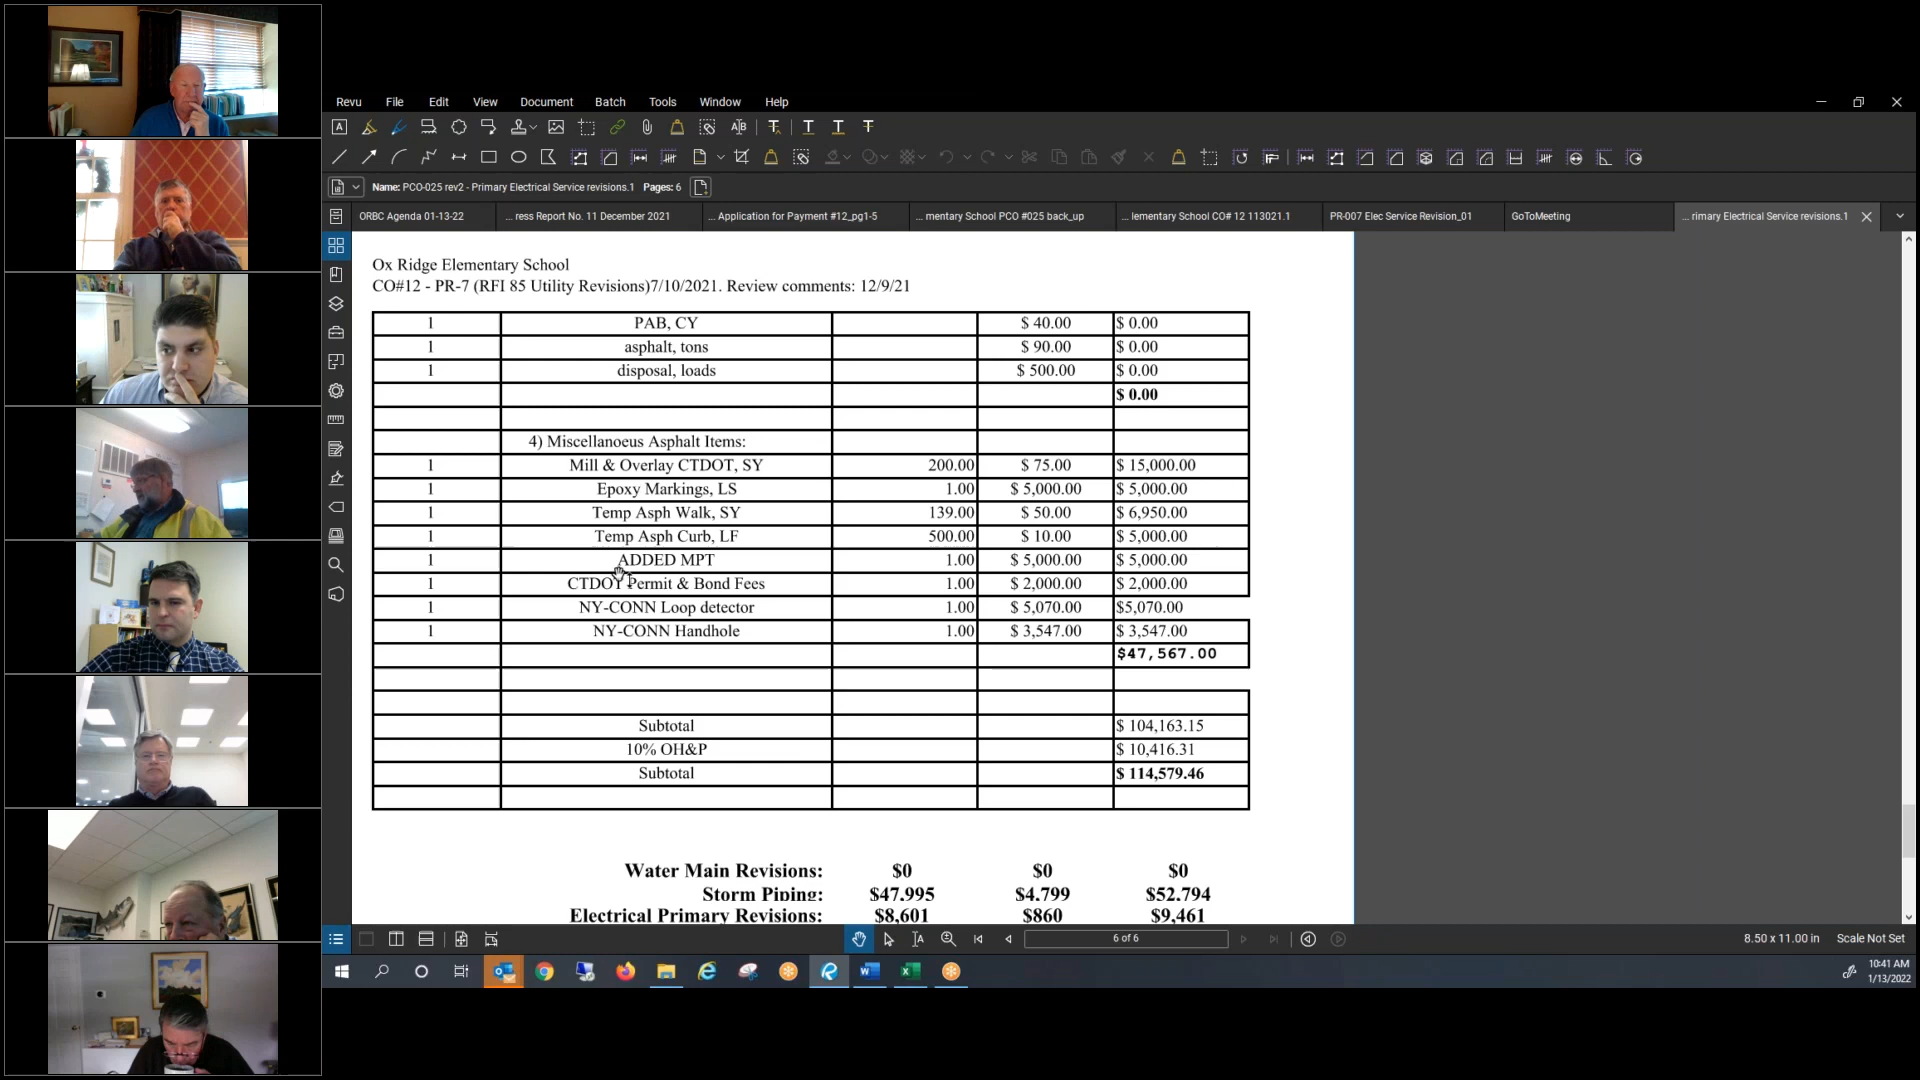 Revu File Edit View Document Batch Tools Window Help
Name: PCO-025 rev2 - Primary Electrical Service revisions.1 Pages: 6
ORBC Agenda 01-13-22 ... ress Report No. 11 December 2021 ... Application for Payment #12_pg1-5 ... mentary School PCO #025 back_up ... lementary School CO# 12 113021.1 PR-007 Elec Service Revision_01 GoToMeeting ... rimary Electrical Service revisions.1
Ox Ridge Elementary School
CO#12 - PR-7 (RFI 85 Utility Revisions)7/10/2021. Review comments: 12/9/21
1 PAB, CY $ 40.00 $ 0.00
1 asphalt, tons $ 90.00 $ 0.00
1 disposal, loads $ 500.00 $ 0.00
$ 0.00
4) Miscellanoeus Asphalt Items:
1 Mill & Overlay CTDOT, SY 200.00 $ 75.00 $ 15,000.00
1 Epoxy Markings, LS 1.00 $ 5,000.00 $ 5,000.00
1 Temp Asph Walk, SY 139.00 $ 50.00 $ 6,950.00
1 Temp Asph Curb, LF 500.00 $ 10.00 $ 5,000.00
1 ADDED MPT 1.00 $ 5,000.00 $ 5,000.00
1 CTDOT Permit & Bond Fees 1.00 $ 2,000.00 $ 2,000.00
1 NY-CONN Loop detector 1.00 $ 5,070.00 $5,070.00
1 NY-CONN Handhole 1.00 $ 3,547.00 $ 3,547.00
$47,567.00
Subtotal $ 104,163.15
10% OH&P $ 10,416.31
Subtotal $ 114,579.46
Water Main Revisions: $0 $0 $0
Storm Piping: $47,995 $4,799 $52,794
Electrical Primary Revisions: $8,601 $860 $9,461
6 of 6 8.50 x 11.00 in Scale Not Set
10:41 AM
1/13/2022